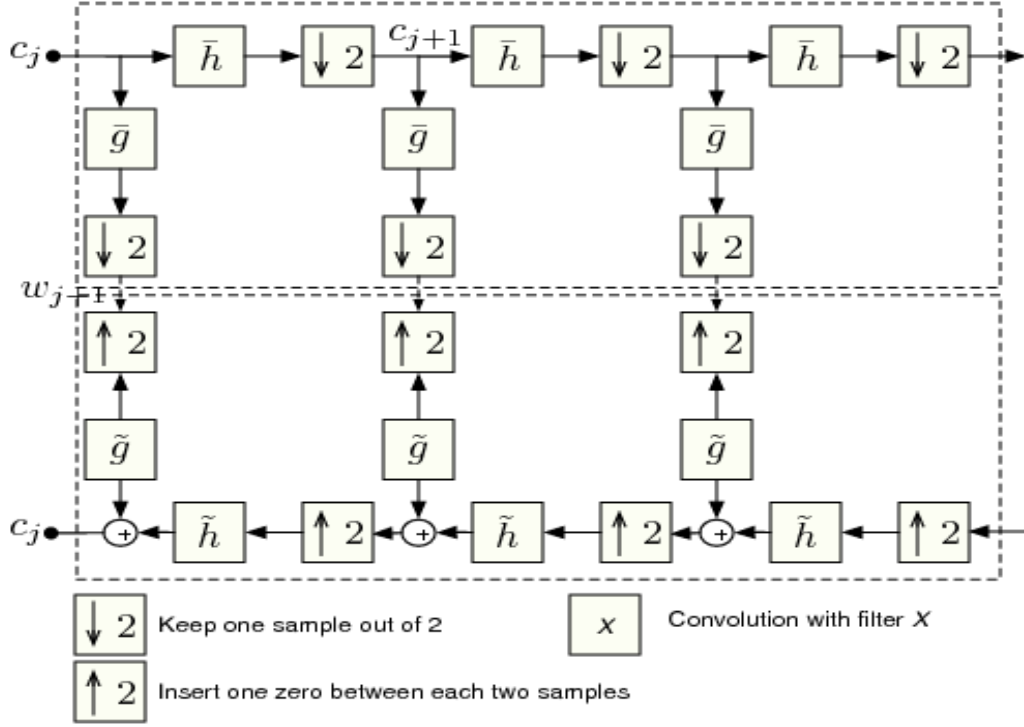 c_j h̄ ↓ 2 c_{j+1} h̄ ↓ 2 h̄ ↓ 2
ḡ ḡ ḡ
↓ 2 ↓ 2 ↓ 2
w_{j+1}
↑ 2 ↑ 2 ↑ 2
g̃ g̃ g̃
c_j + h̃ ↑ 2 + h̃ ↑ 2 + h̃ ↑ 2
↓ 2 Keep one sample out of 2 x Convolution with filter X
↑ 2 Insert one zero between each two samples